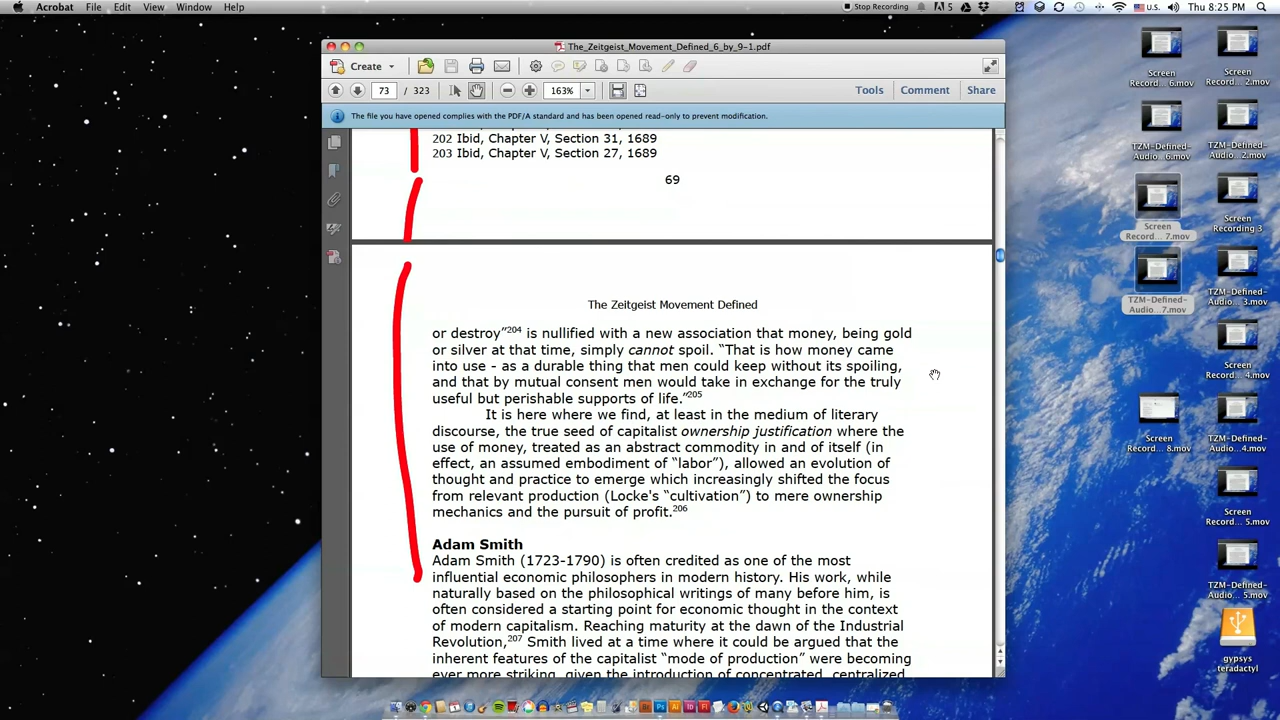 Acrobat File Edit View Window Help
Stop Recording
5
U.S.
Thu 8:25 PM
The_Zeitgeist_Movement_Defined_6_by_9-1.pdf
Create
73 / 323
163%
Tools Comment Share
The file you have opened complies with the PDF/A standard and has been opened read-only to prevent modification.
202 Ibid, Chapter V, Section 31, 1689
203 Ibid, Chapter V, Section 27, 1689
69
The Zeitgeist Movement Defined
or destroy”204 is nullified with a new association that money, being gold
or silver at that time, simply cannot spoil. “That is how money came
into use - as a durable thing that men could keep without its spoiling,
and that by mutual consent men would take in exchange for the truly
useful but perishable supports of life.”205
It is here where we find, at least in the medium of literary
discourse, the true seed of capitalist ownership justification where the
use of money, treated as an abstract commodity in and of itself (in
effect, an assumed embodiment of “labor”), allowed an evolution of
thought and practice to emerge which increasingly shifted the focus
from relevant production (Locke's “cultivation”) to mere ownership
mechanics and the pursuit of profit.206
Adam Smith
Adam Smith (1723-1790) is often credited as one of the most
influential economic philosophers in modern history. His work, while
naturally based on the philosophical writings of many before him, is
often considered a starting point for economic thought in the context
of modern capitalism. Reaching maturity at the dawn of the Industrial
Revolution,207 Smith lived at a time where it could be argued that the
inherent features of the capitalist “mode of production” were becoming
ever more striking, given the introduction of concentrated, centralized
Screen
Record... 6.mov
Screen
Record... 2.mov
TZM-Defined-
Audio...6.mov
TZM-Defined-
Audio...2.mov
Screen
Record... 7.mov
Screen
Recording 3
TZM-Defined-
Audio...7.mov
TZM-Defined-
Audio...3.mov
Screen
Record...4.mov
Screen
Record... 8.mov
TZM-Defined-
Audio...4.mov
Screen
Record...5.mov
TZM-Defined-
Audio...5.mov
gypsys
teradactyl